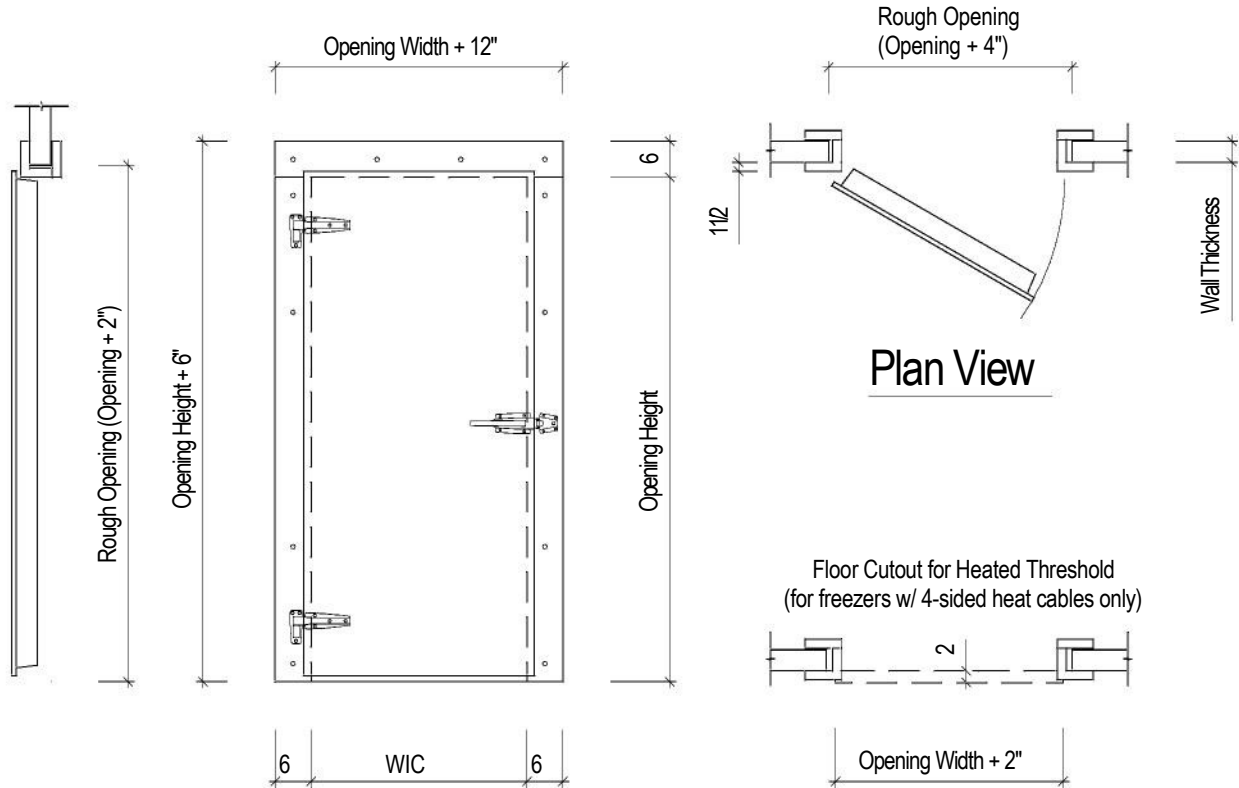 Opening Width + 12"
Rough Opening
(Opening + 4")
6
11/2
Wall Thickness
Rough Opening (Opening + 2")
Opening Height + 6"
Opening Height
Plan View
Floor Cutout for Heated Threshold
(for freezers w/ 4-sided heat cables only)
2
6
WIC
6
Opening Width + 2"